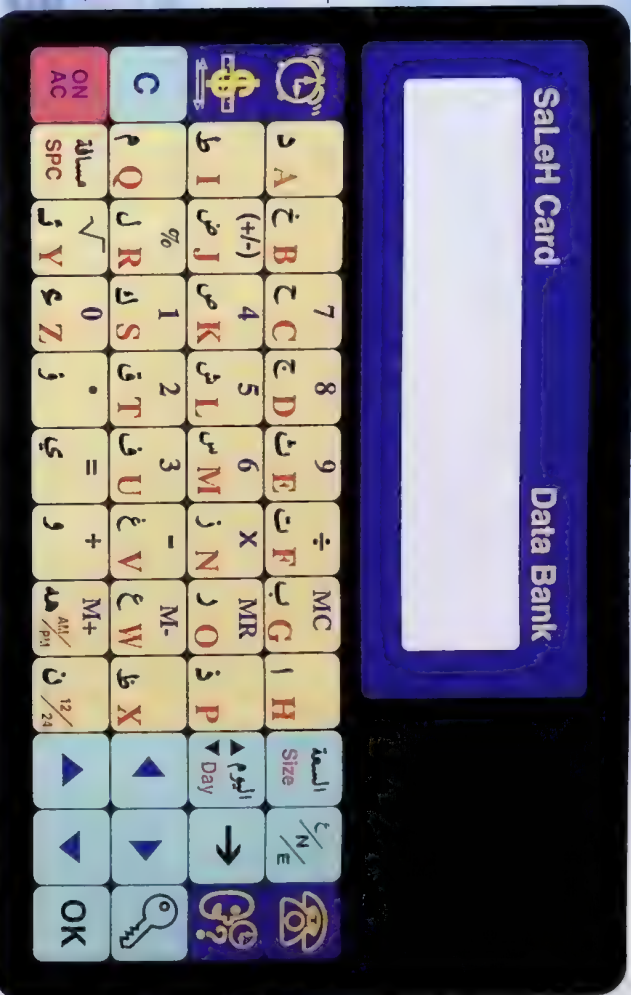 SaLeH Card Data Bank
7 8 9 ÷ MC السعة ع/N/E
د A خ B ح C ج D ث E ت F ب G ا H Size
(+/-) 4 5 6 X MR اليوم
ط I ض J ص K ش L س M ز N ر O ذ P Day
C % 1 2 3 - M-
م Q ل R ك S ق T ف U غ V ع W ظ X
ON مسافة √ 0 • = + M+ 12/24 OK
AC SPC Y Z ي و هـ AM/PM ن